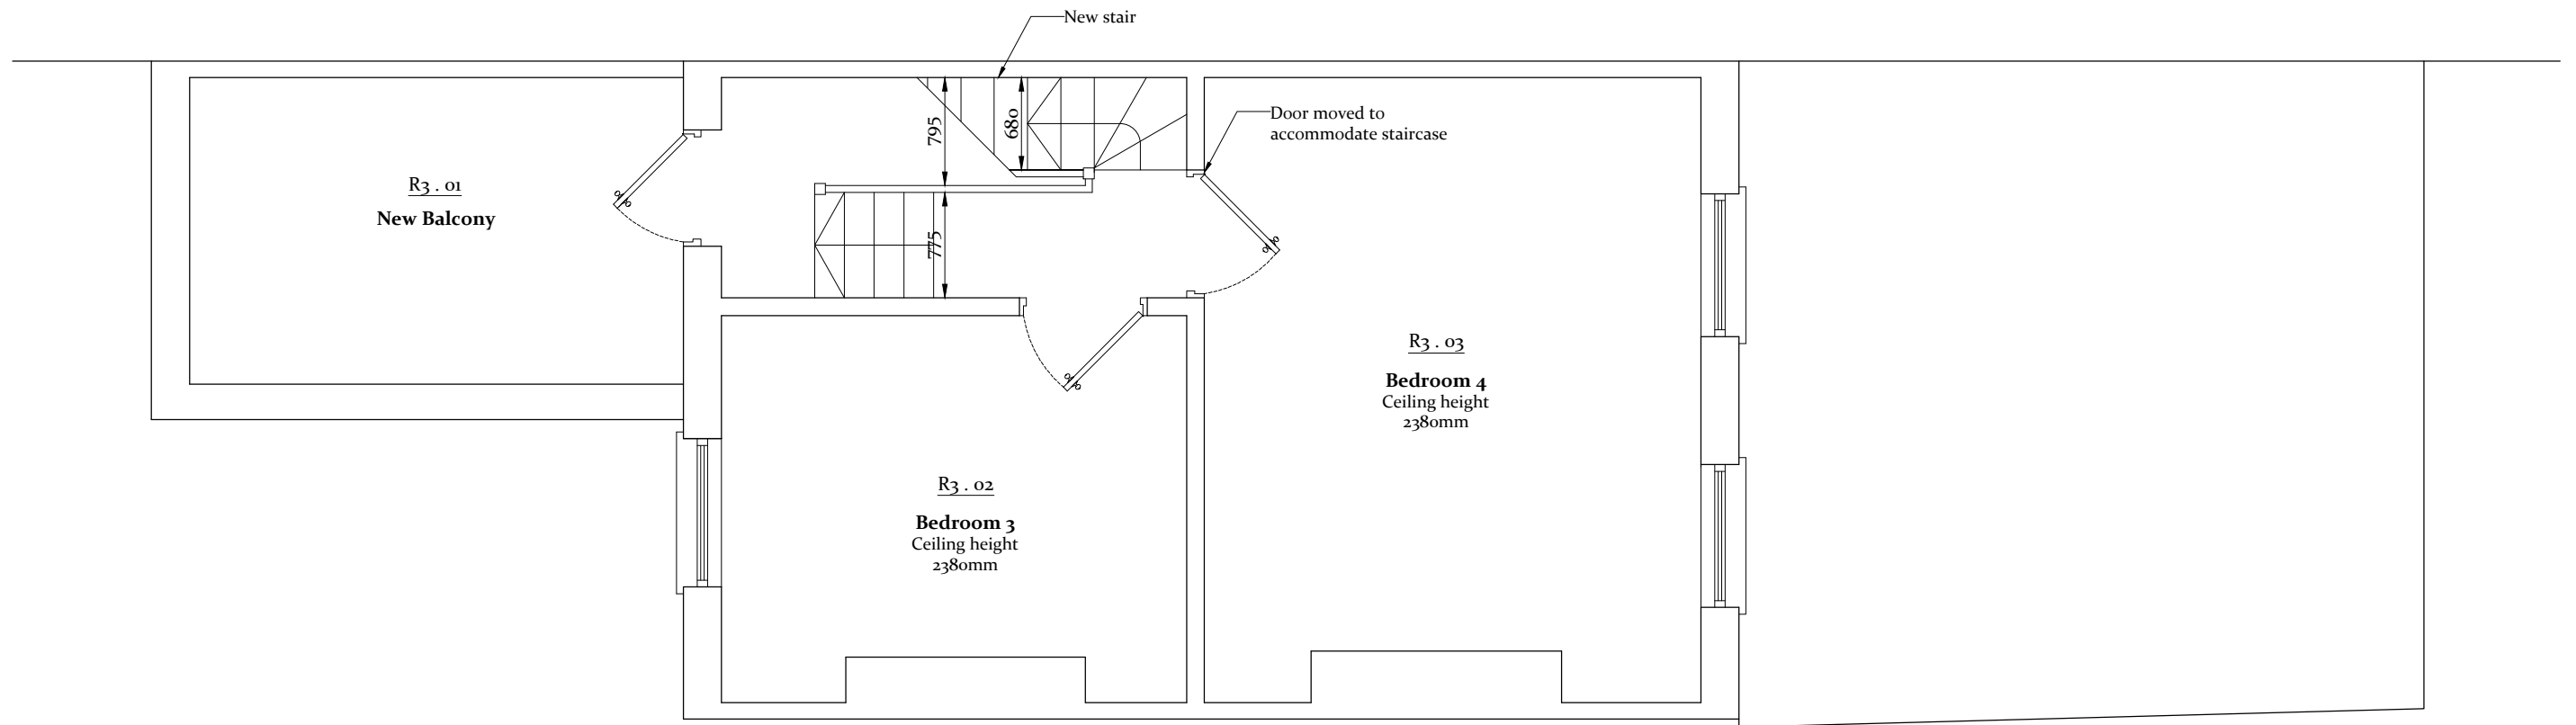 New stair
Door moved to
accommodate staircase
795
680
775
R3 . 01
New Balcony
R3 . 02
Bedroom 3
Ceiling height
2380mm
R3 . 03
Bedroom 4
Ceiling height
2380mm